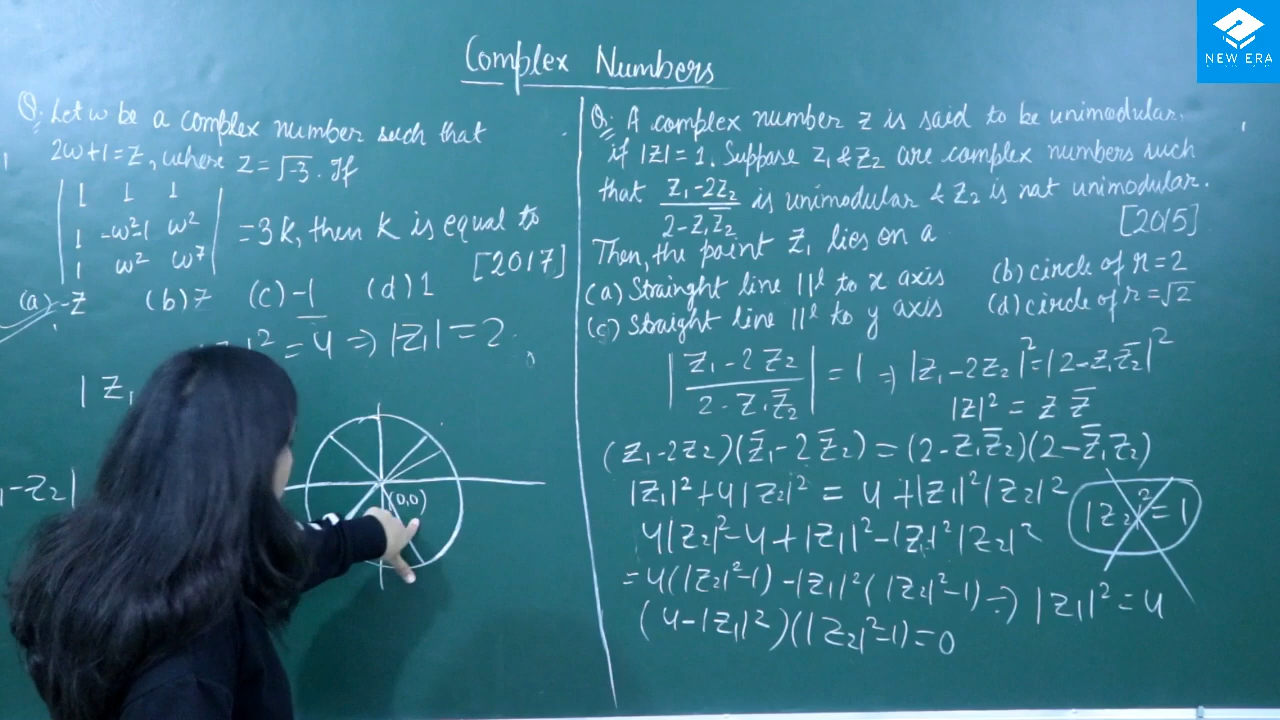 NEW ERA
Complex Numbers
Q. Let ω be a complex number such that
2ω+1=z, where z=√-3. If
| 1 1 1 |
| 1 -ω²-1 ω² | =3k, then k is equal to
| 1 ω² ω⁷ |
[2017]
(a) -z (b) z (c) -1 (d) 1
² = 4 ⇒ |z₁| = 2
|z₁
-z₂|
(0,0)
Q. A complex number z is said to be unimodular.
if |z|=1. Suppose z₁ & z₂ are complex numbers such
that (z₁-2z₂)/(2-z₁z̄₂) is unimodular & z₂ is not unimodular.
[2015]
Then, the point z₁ lies on a
(a) Strainght line ||ˡ to x axis (b) circle of r=2
(c) Straight line ||ˡ to y axis (d) circle of r=√2
|(z₁-2z₂)/(2-z₁z̄₂)| = 1 ⇒ |z₁-2z₂|²=|2-z₁z̄₂|²
|z|² = z z̄
(z₁-2z₂)(z̄₁-2z̄₂) = (2-z₁z̄₂)(2-z̄₁z₂)
|z₁|²+4|z₂|² = 4+|z₁|²|z₂|²
|z₂|²=1
4|z₂|²-4+|z₁|²-|z₁|²|z₂|²
=4(|z₂|²-1)-|z₁|²(|z₂|²-1) ⇒ |z₁|²=4
(4-|z₁|²)(|z₂|²-1)=0